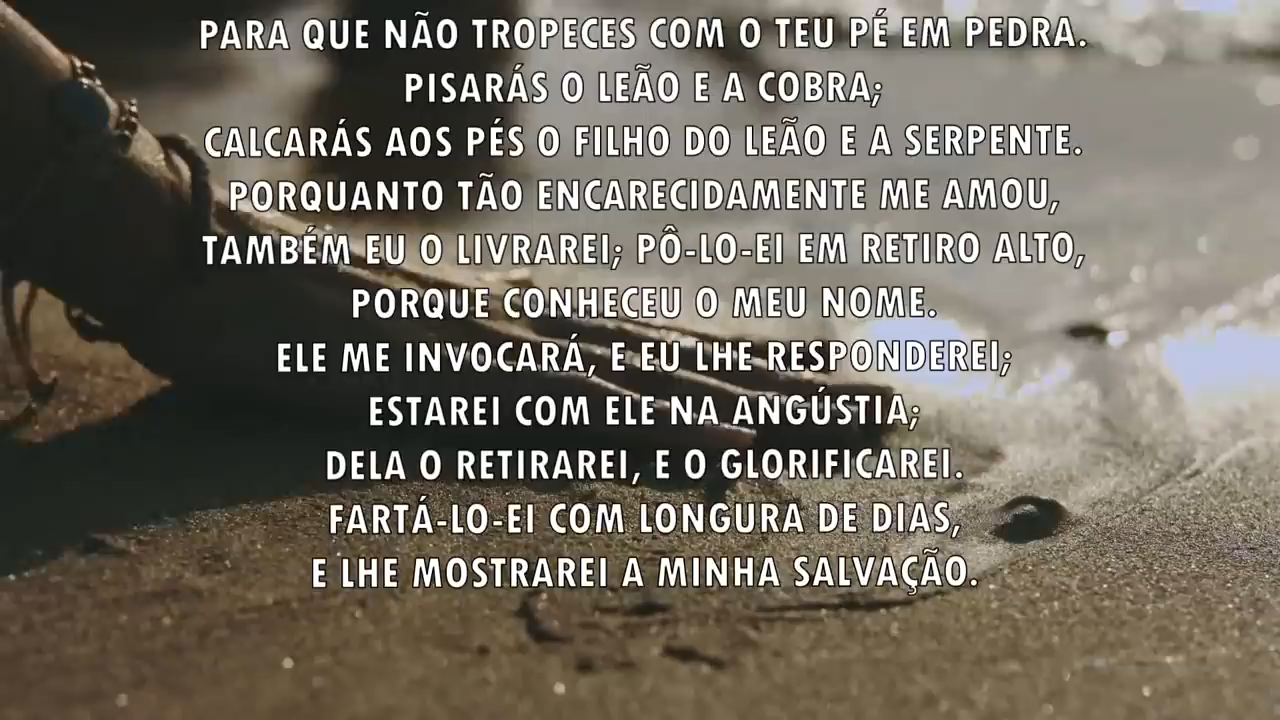 PARA QUE NÃO TROPECES COM O TEU PÉ EM PEDRA.
PISARÁS O LEÃO E A COBRA;
CALCARÁS AOS PÉS O FILHO DO LEÃO E A SERPENTE.
PORQUANTO TÃO ENCARECIDAMENTE ME AMOU,
TAMBÉM EU O LIVRAREI; PÔ-LO-EI EM RETIRO ALTO,
PORQUE CONHECEU O MEU NOME.
ELE ME INVOCARÁ, E EU LHE RESPONDEREI;
ESTAREI COM ELE NA ANGÚSTIA;
DELA O RETIRAREI, E O GLORIFICAREI.
FARTÁ-LO-EI COM LONGURA DE DIAS,
E LHE MOSTRAREI A MINHA SALVAÇÃO.